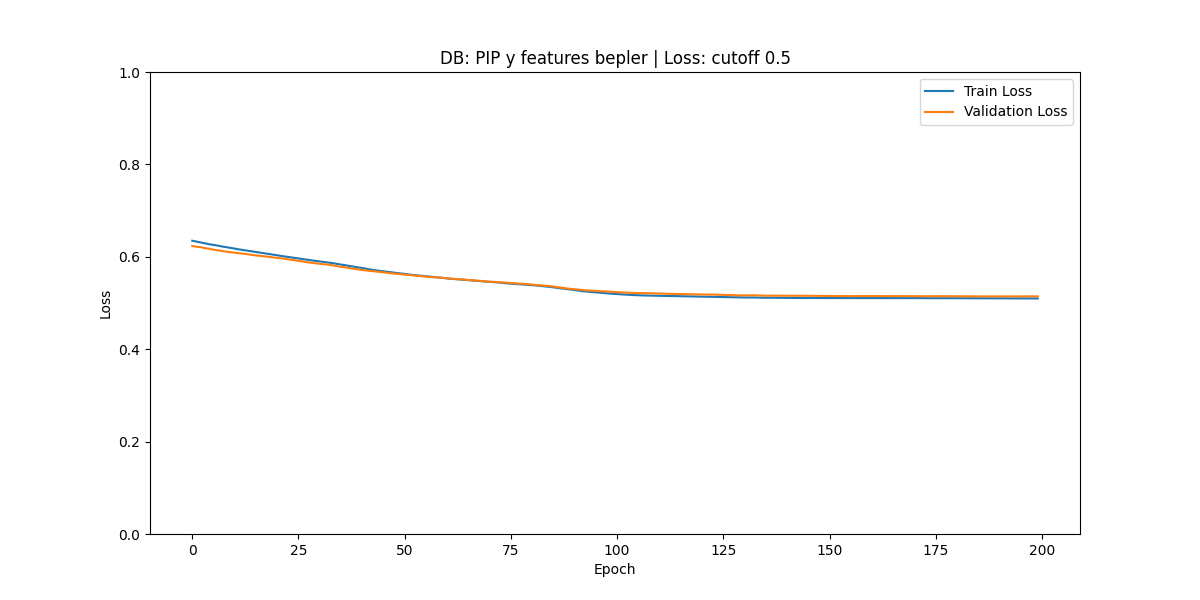 DB: PIP y features bepler | Loss: cutoff 0.5
Train Loss
Validation Loss
1.0
0.8
0.6
0.4
0.2
0.0
Loss
0 25 50 75 100 125 150 175 200
Epoch